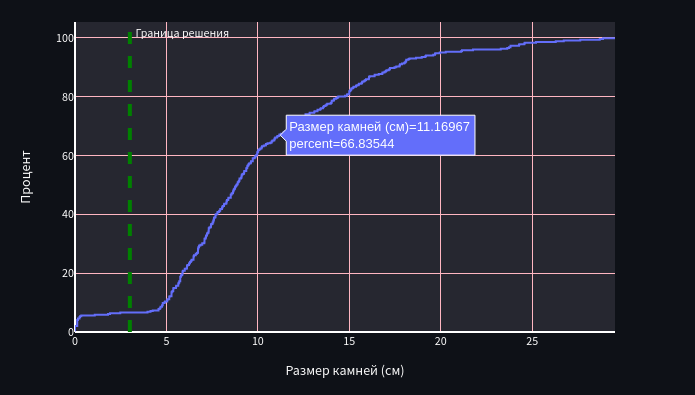 Граница решения
100
80
60
40
20
0
Процент
Размер камней (см)=11.16967
percent=66.83544
0 5 10 15 20 25
Размер камней (см)